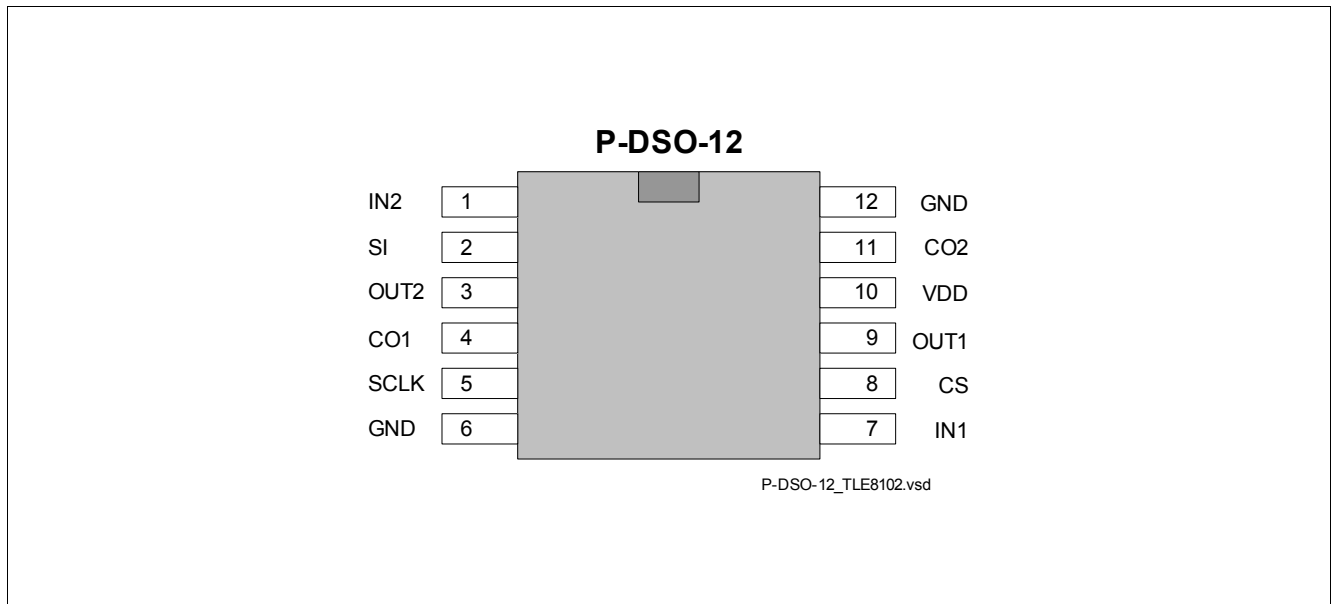 P-DSO-12
IN2 1 12 GND
SI 2 11 CO2
OUT2 3 10 VDD
CO1 4 9 OUT1
SCLK 5 8 CS
GND 6 7 IN1
P-DSO-12_TLE8102.vsd